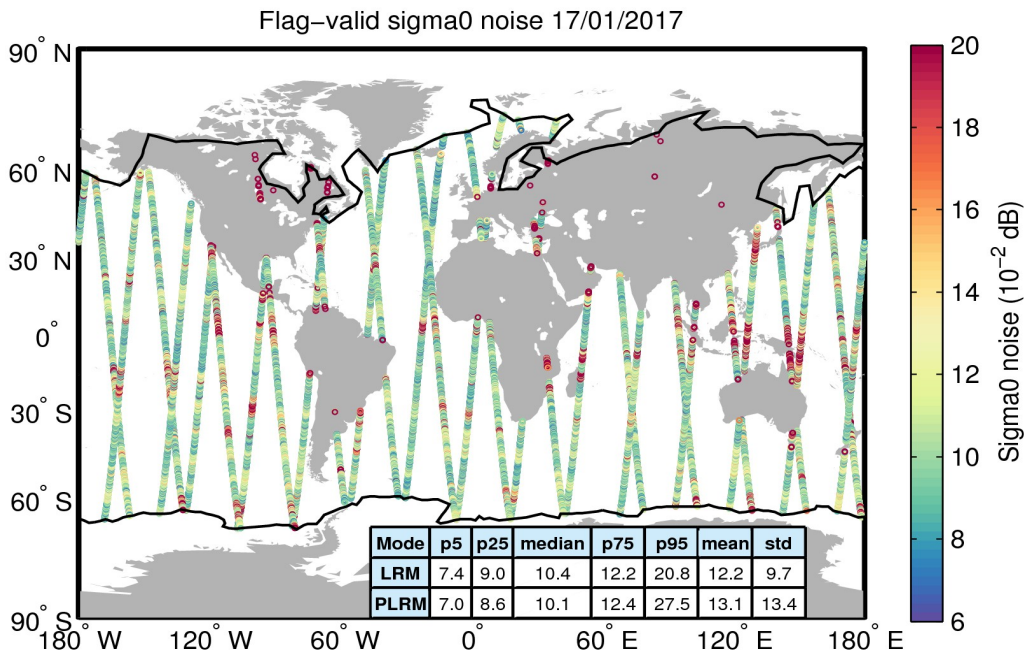 Flag−valid sigma0 noise 17/01/2017
90° N
60° N
30° N
0°
30° S
60° S
90° S
180° W 120° W 60° W 0° 60° E 120° E 180° E
Mode p5 p25 median p75 p95 mean std
LRM 7.4 9.0 10.4 12.2 20.8 12.2 9.7
PLRM 7.0 8.6 10.1 12.4 27.5 13.1 13.4
20
18
16
14
12
10
8
6
Sigma0 noise (10⁻² dB)